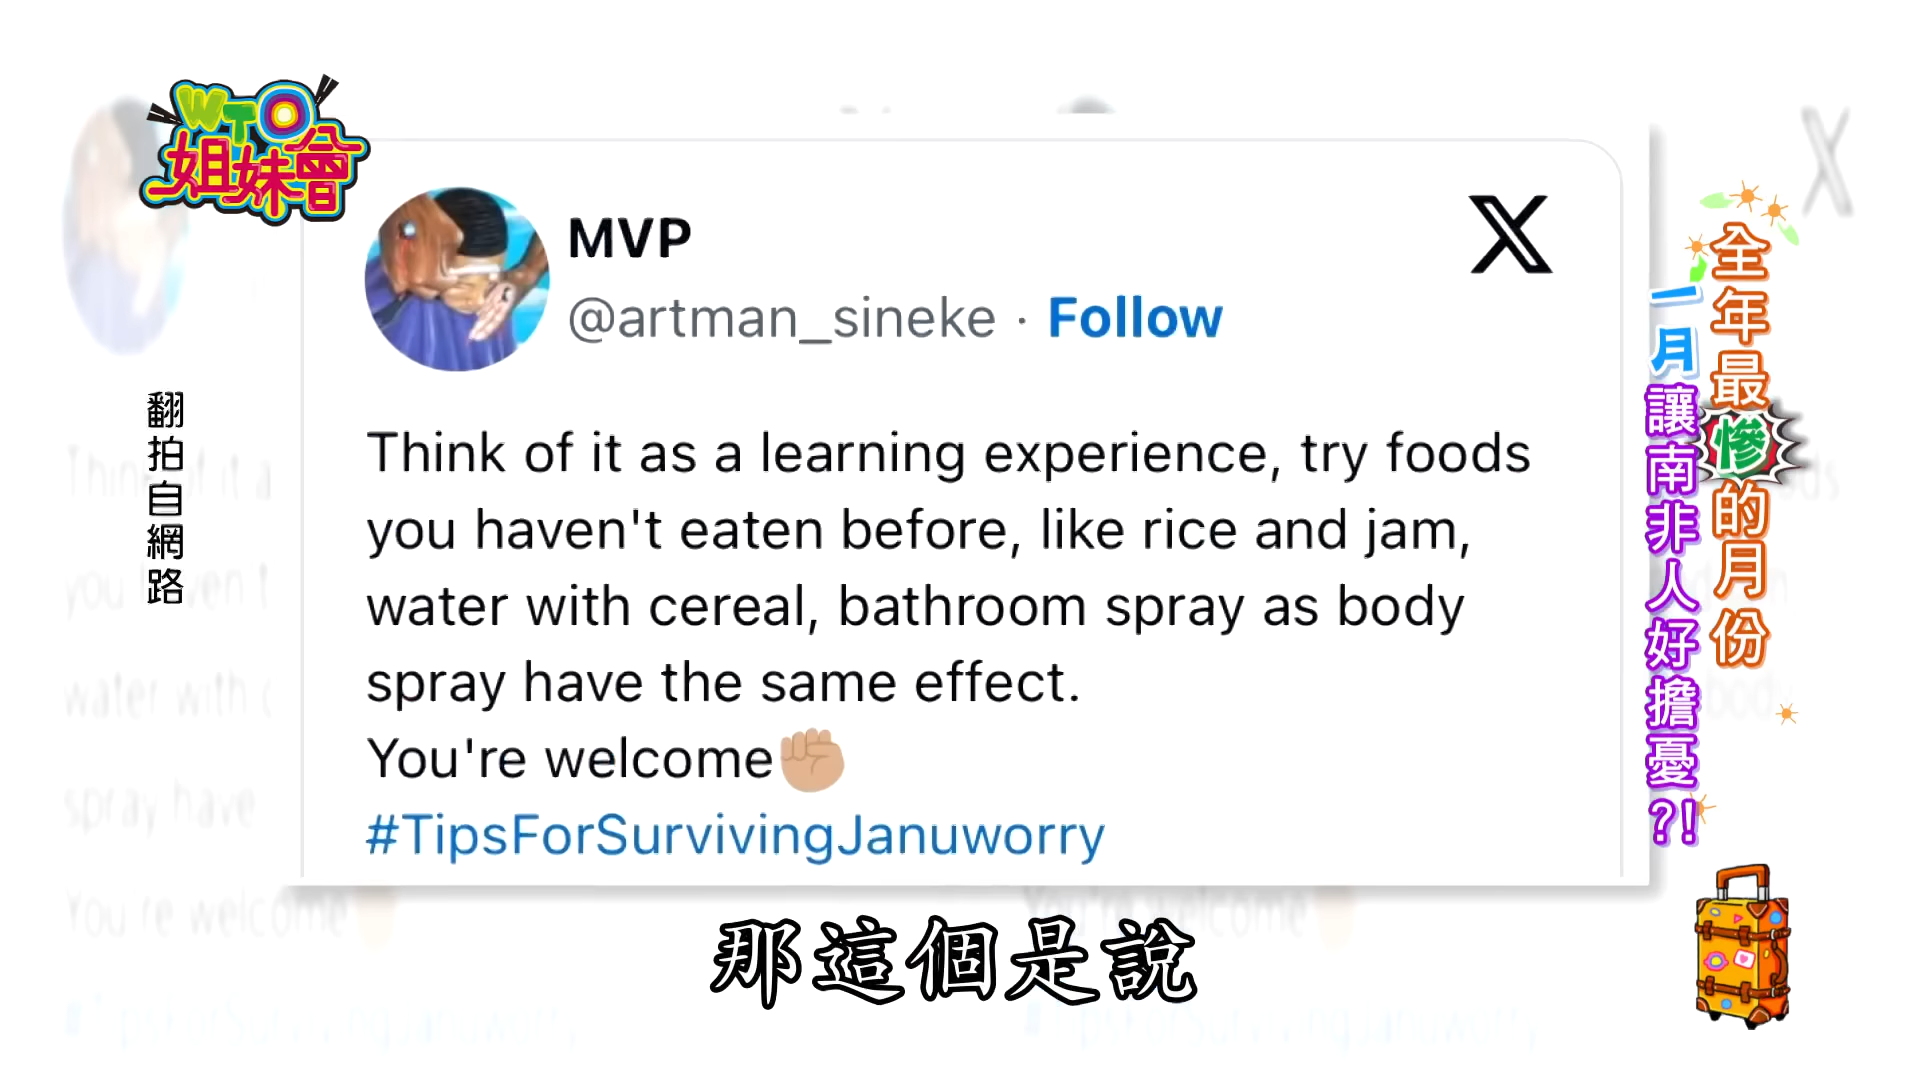 WTO
姐妹會
翻拍自網路
MVP
@artman_sineke · Follow
Think of it as a learning experience, try foods
you haven't eaten before, like rice and jam,
water with cereal, bathroom spray as body
spray have the same effect.
You're welcome✊🏼
#TipsForSurvivingJanuworry
全年最慘的月份
一月讓南非人好擔憂?!
那這個是說